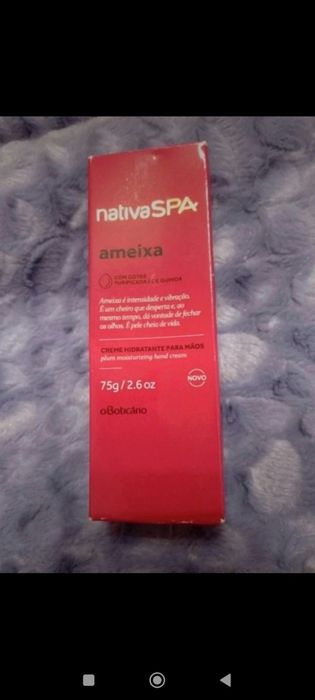 nativaSPA
ameixa
COM GOTAS
PURIFICADAS DE QUINOA
Ameixa é intensidade e vibração.
É um cheiro que desperta e, ao
mesmo tempo, dá vontade de fechar
os olhos. É pele cheia de vida.
CREME HIDRATANTE PARA MÃOS
plum moisturizing hand cream
75g / 2.6 oz
NOVO
oBoticário